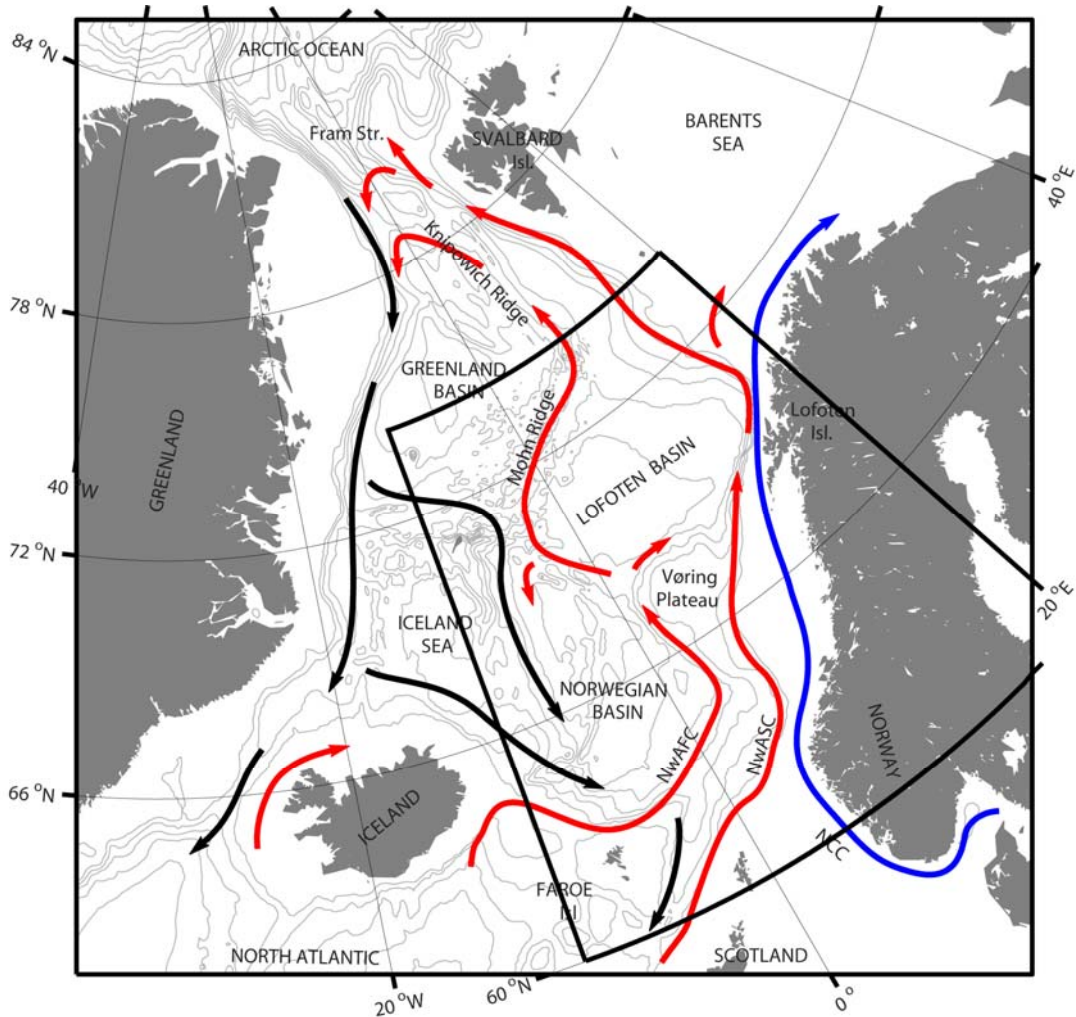 84 °N
ARCTIC OCEAN
Fram Str.
SVALBARD
Isl.
BARENTS
SEA
40 °E
Knipowich Ridge
78 °N
GREENLAND
BASIN
Mohn Ridge
Lofoten
Isl.
GREENLAND
LOFOTEN BASIN
40 °W
72 °N
Vøring
Plateau
20 °E
ICELAND
SEA
NORWEGIAN
BASIN
NwAFC
NwASC
NORWAY
66 °N
ICELAND
NCC
FAROE
Isl
NORTH ATLANTIC
SCOTLAND
20 °W
60 °N
0 °